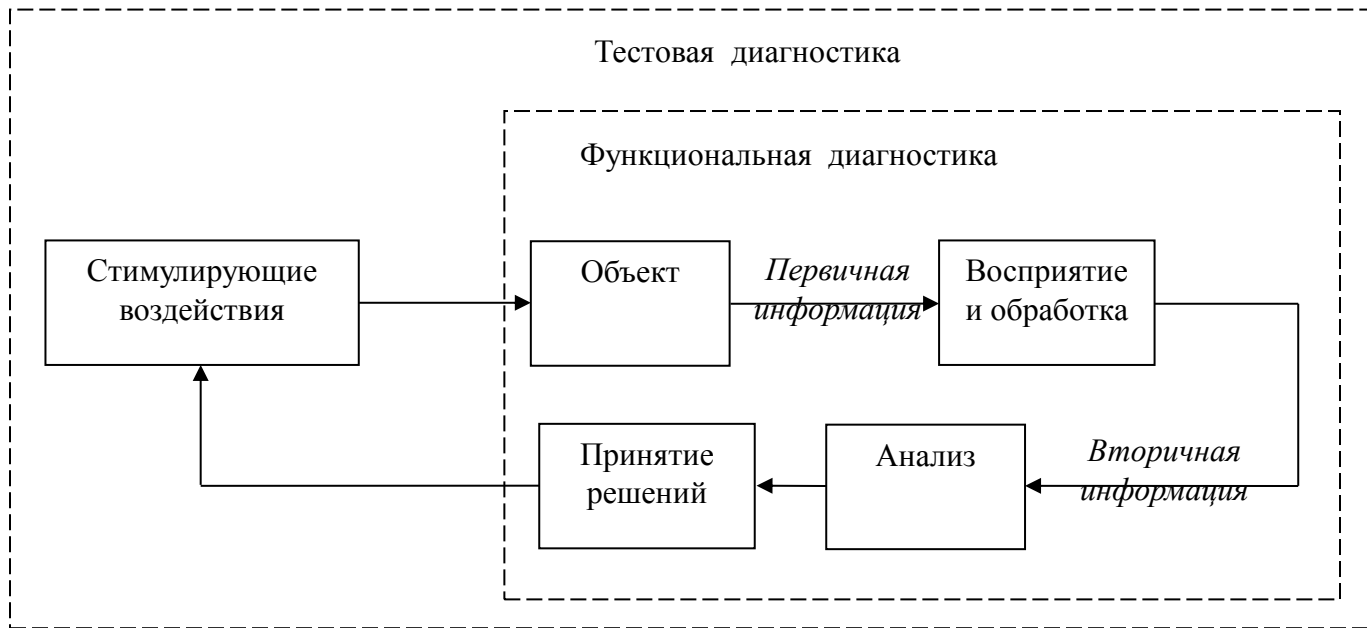 Тестовая диагностика
Функциональная диагностика
Стимулирующие
воздействия
Объект
Первичная
информация
Восприятие
и обработка
Принятие
решений
Анализ
Вторичная
информация